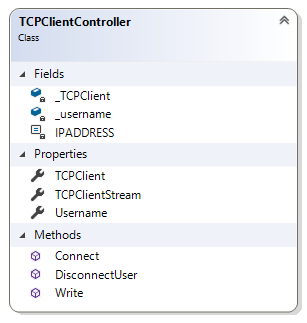 TCPClientController
Class
Fields
_TCPClient
_username
IPADDRESS
Properties
TCPClient
TCPClientStream
Username
Methods
Connect
DisconnectUser
Write